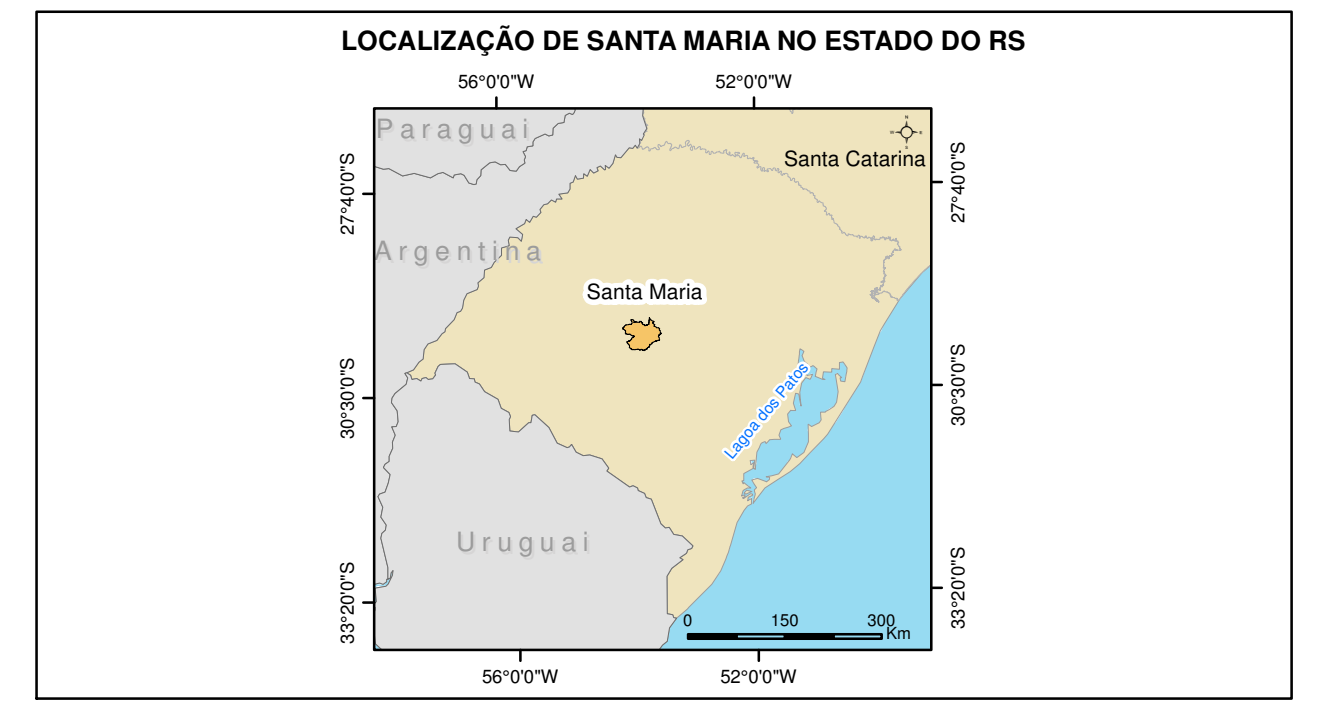 LOCALIZAÇÃO DE SANTA MARIA NO ESTADO DO RS
56°0'0"W
52°0'0"W
Paraguai
N
Santa Catarina
27°40'0"S
27°40'0"S
Argentina
Santa Maria
Lagoa dos Patos
30°30'0"S
30°30'0"S
Uruguai
33°20'0"S
33°20'0"S
0 150 300
Km
56°0'0"W
52°0'0"W